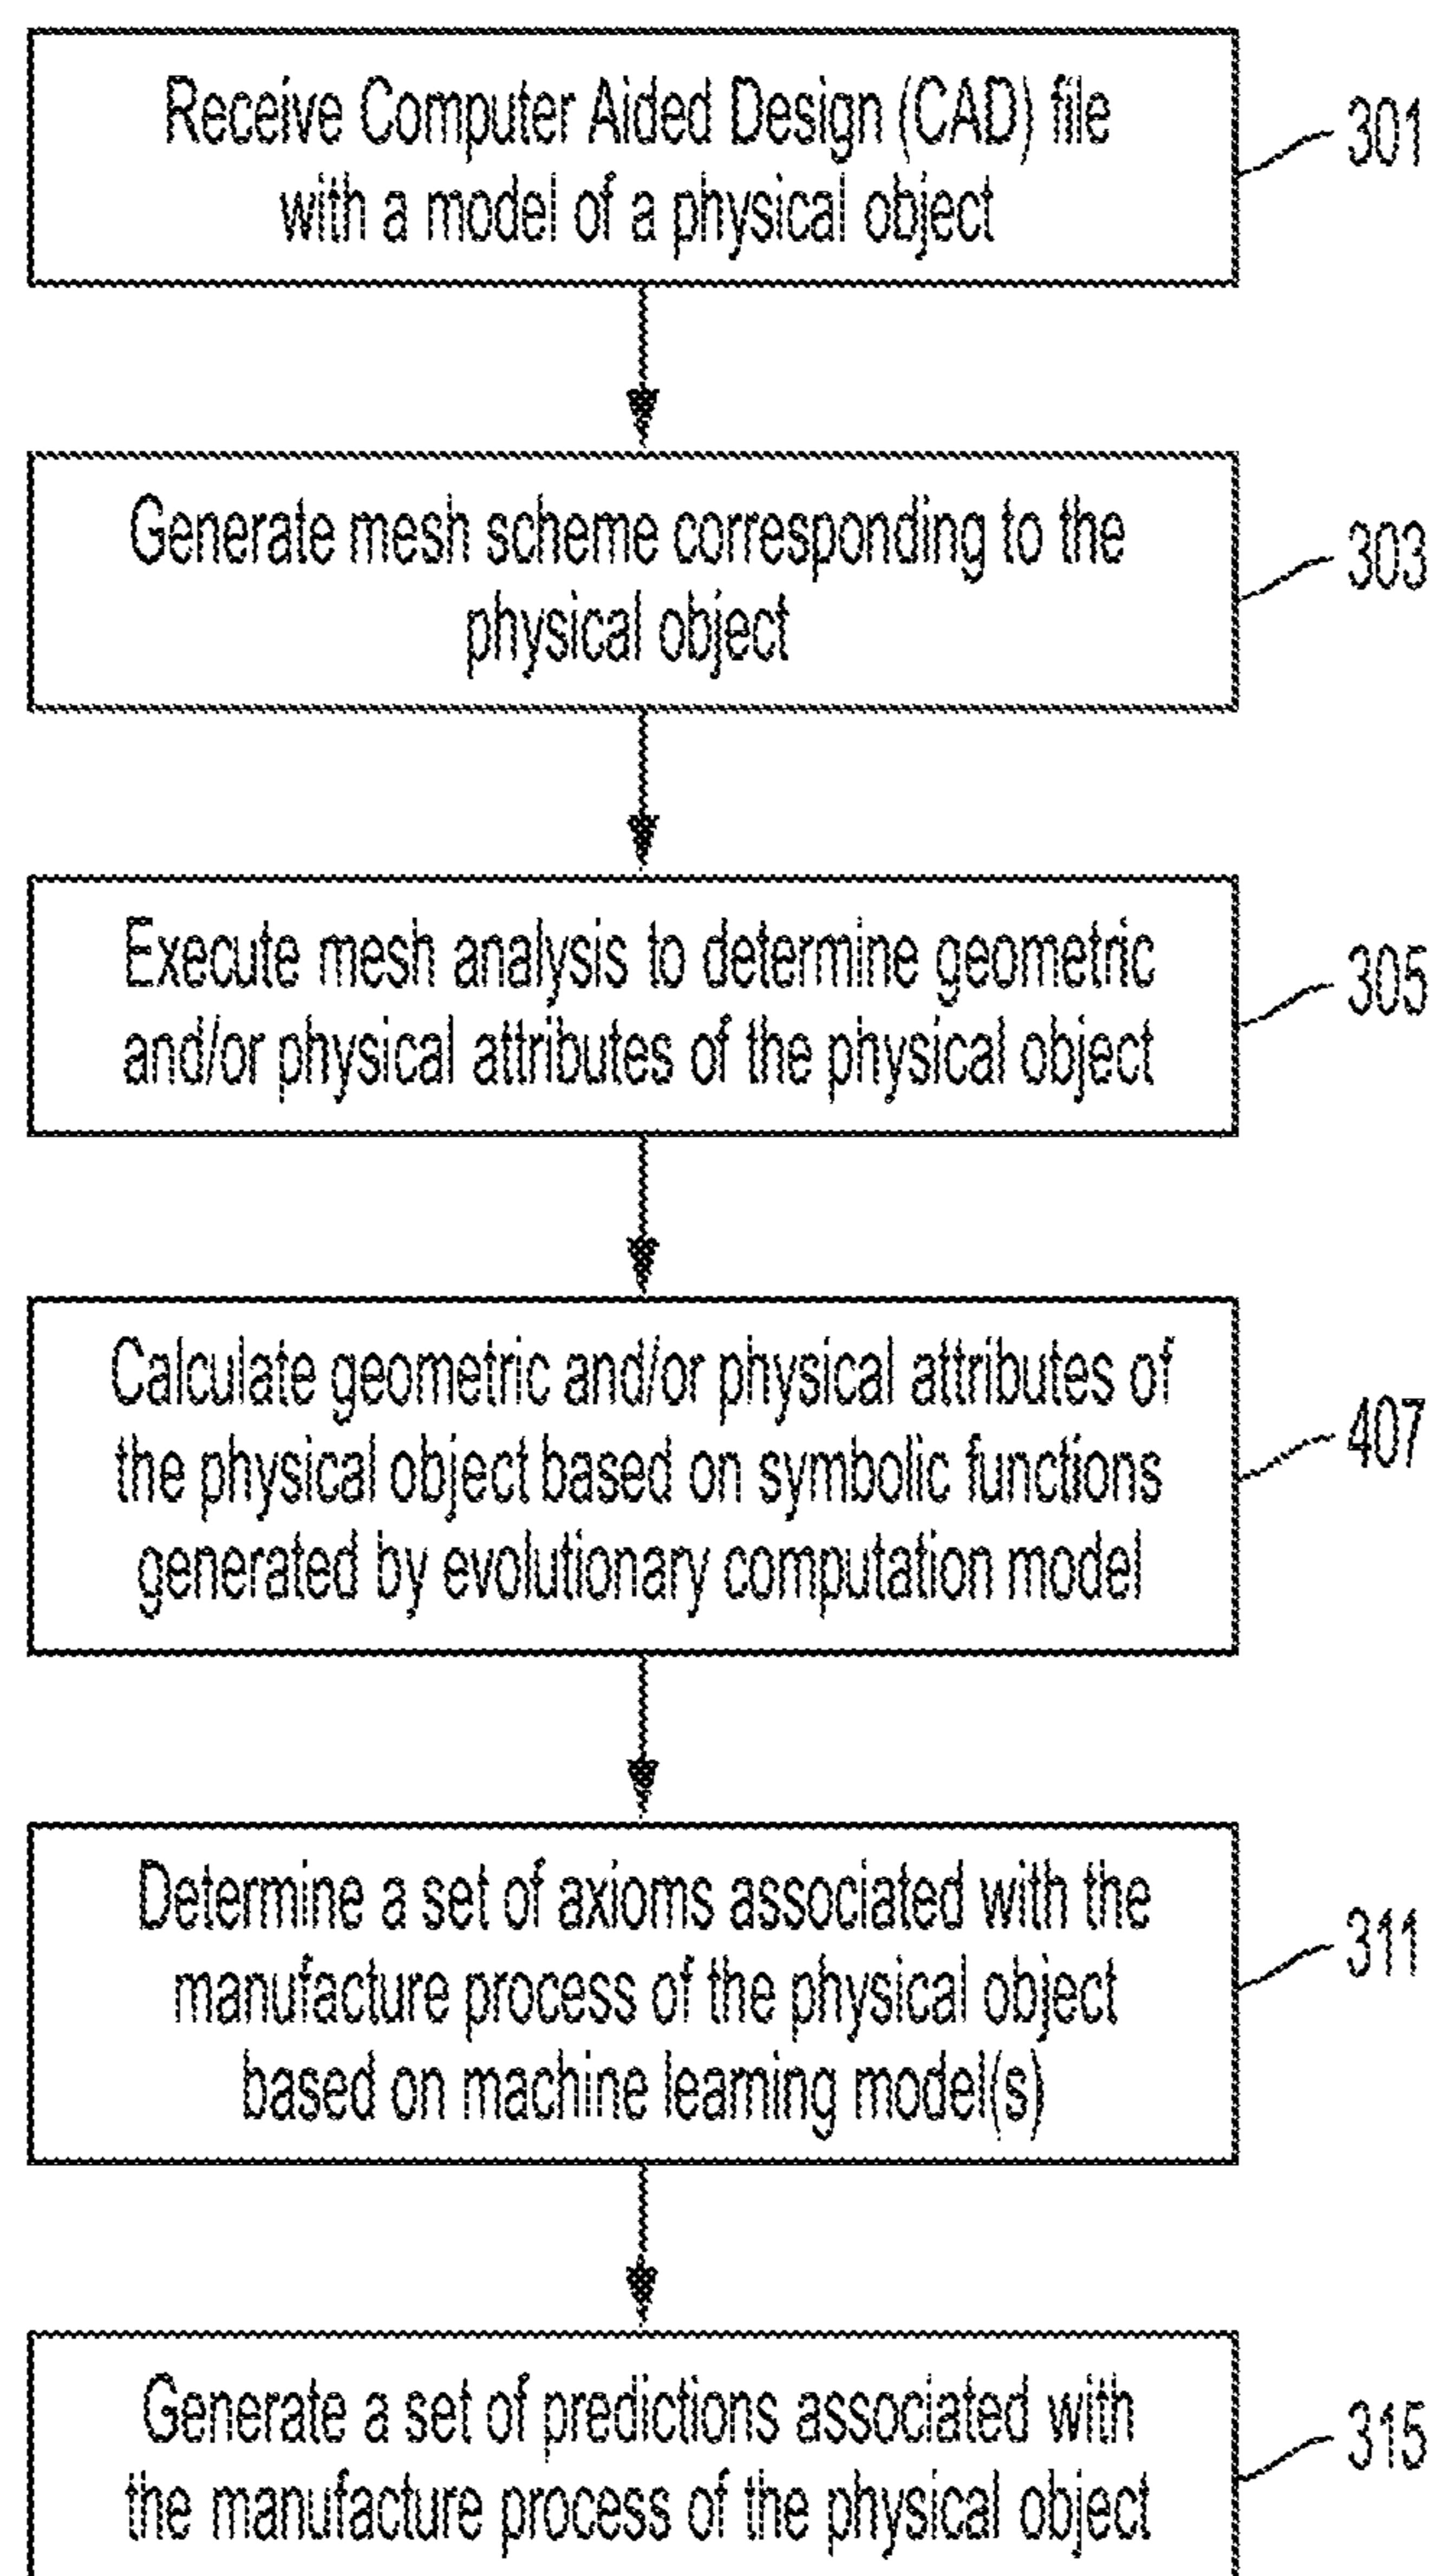 Receive Computer Aided Design (CAD) file
with a model of a physical object
301
Generate mesh scheme corresponding to the
physical object
303
Execute mesh analysis to determine geometric
and/or physical attributes of the physical object
305
Calculate geometric and/or physical attributes of
the physical object based on symbolic functions
generated by evolutionary computation model
407
Determine a set of axioms associated with the
manufacture process of the physical object
based on machine learning model(s)
311
Generate a set of predictions associated with
the manufacture process of the physical object
315